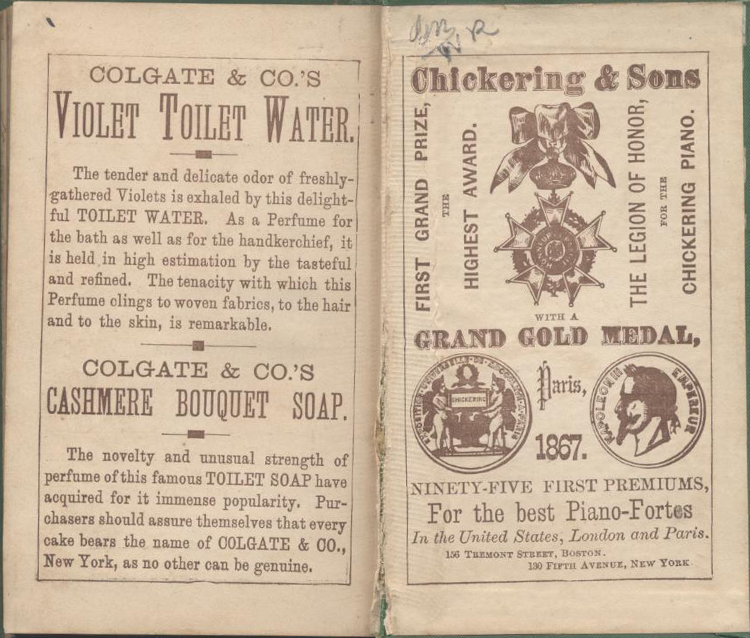 COLGATE & CO.'S
VIOLET TOILET WATER.
The tender and delicate odor of freshly-
gathered Violets is exhaled by this delight-
ful TOILET WATER. As a Perfume for
the bath as well as for the handkerchief, it
is held in high estimation by the tasteful
and refined. The tenacity with which this
Perfume clings to woven fabrics, to the hair
and to the skin, is remarkable.
COLGATE & CO.'S
CASHMERE BOUQUET SOAP.
The novelty and unusual strength of
perfume of this famous TOILET SOAP have
acquired for it immense popularity. Pur-
chasers should assure themselves that every
cake bears the name of COLGATE & CO.,
New York, as no other can be genuine.
Chickering & Sons
FIRST GRAND PRIZE,
THE
HIGHEST AWARD.
THE LEGION OF HONOR,
FOR THE
CHICKERING PIANO.
WITH A
GRAND GOLD MEDAL,
CHICKERING
Paris,
1867.
NAPOLEON III EMPEREUR
NINETY-FIVE FIRST PREMIUMS,
For the best Piano-Fortes
In the United States, London and Paris.
156 TREMONT STREET, BOSTON.
130 FIFTH AVENUE, NEW YORK